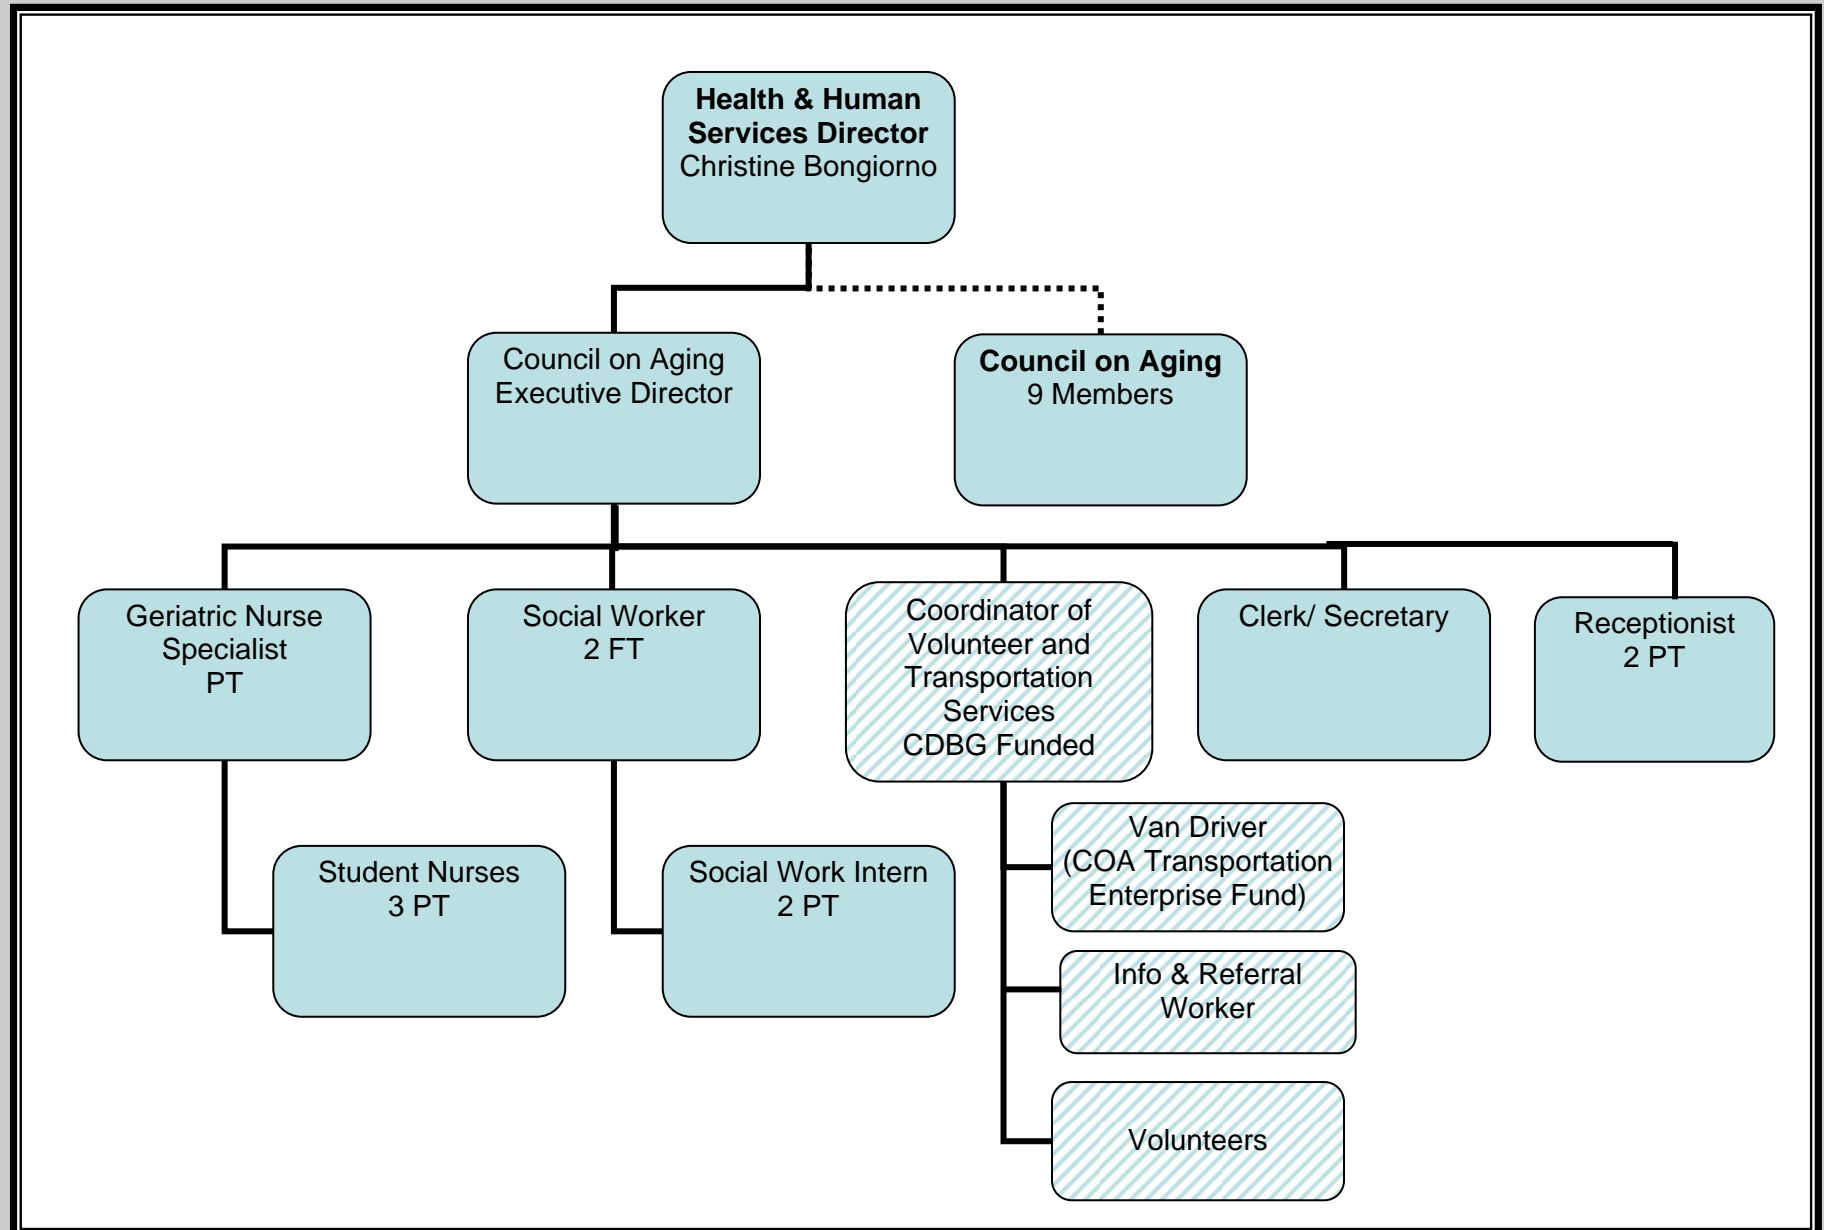 Health & Human
Services Director
Christine Bongiorno
Council on Aging
Executive Director
Council on Aging
9 Members
Geriatric Nurse
Specialist
PT
Social Worker
2 FT
Coordinator of
Volunteer and
Transportation
Services
CDBG Funded
Clerk/ Secretary
Receptionist
2 PT
Student Nurses
3 PT
Social Work Intern
2 PT
Van Driver
(COA Transportation
Enterprise Fund)
Info & Referral
Worker
Volunteers